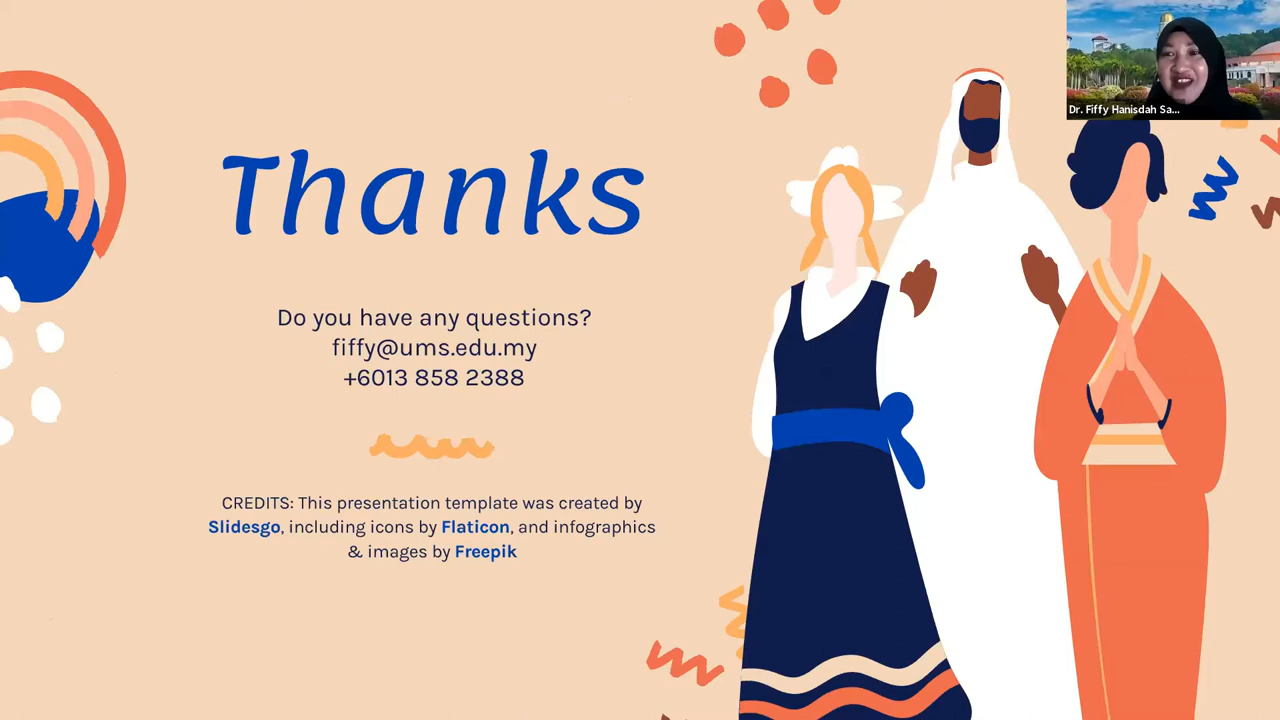 Thanks
Do you have any questions?
fiffy@ums.edu.my
+6013 858 2388
CREDITS: This presentation template was created by
Slidesgo, including icons by Flaticon, and infographics
& images by Freepik
Dr. Fiffy Hanisdah Sa...